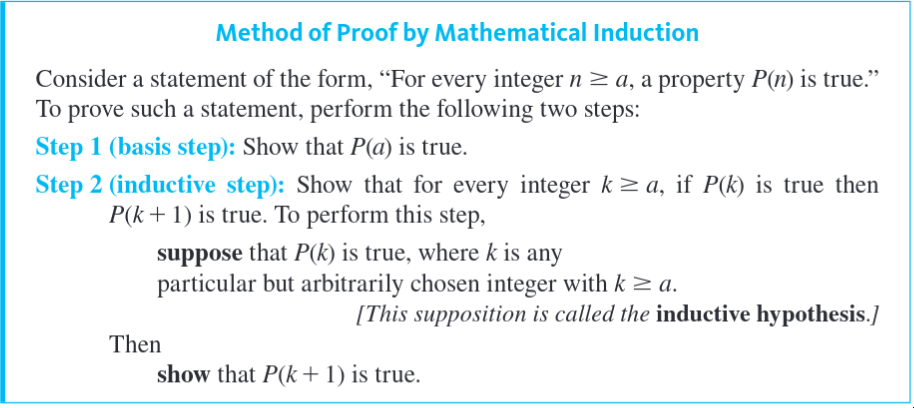 Method of Proof by Mathematical Induction
Consider a statement of the form, “For every integer n ≥ a, a property P(n) is true.”
To prove such a statement, perform the following two steps:
Step 1 (basis step): Show that P(a) is true.
Step 2 (inductive step): Show that for every integer k ≥ a, if P(k) is true then
P(k + 1) is true. To perform this step,
suppose that P(k) is true, where k is any
particular but arbitrarily chosen integer with k ≥ a.
[This supposition is called the inductive hypothesis.]
Then
show that P(k + 1) is true.